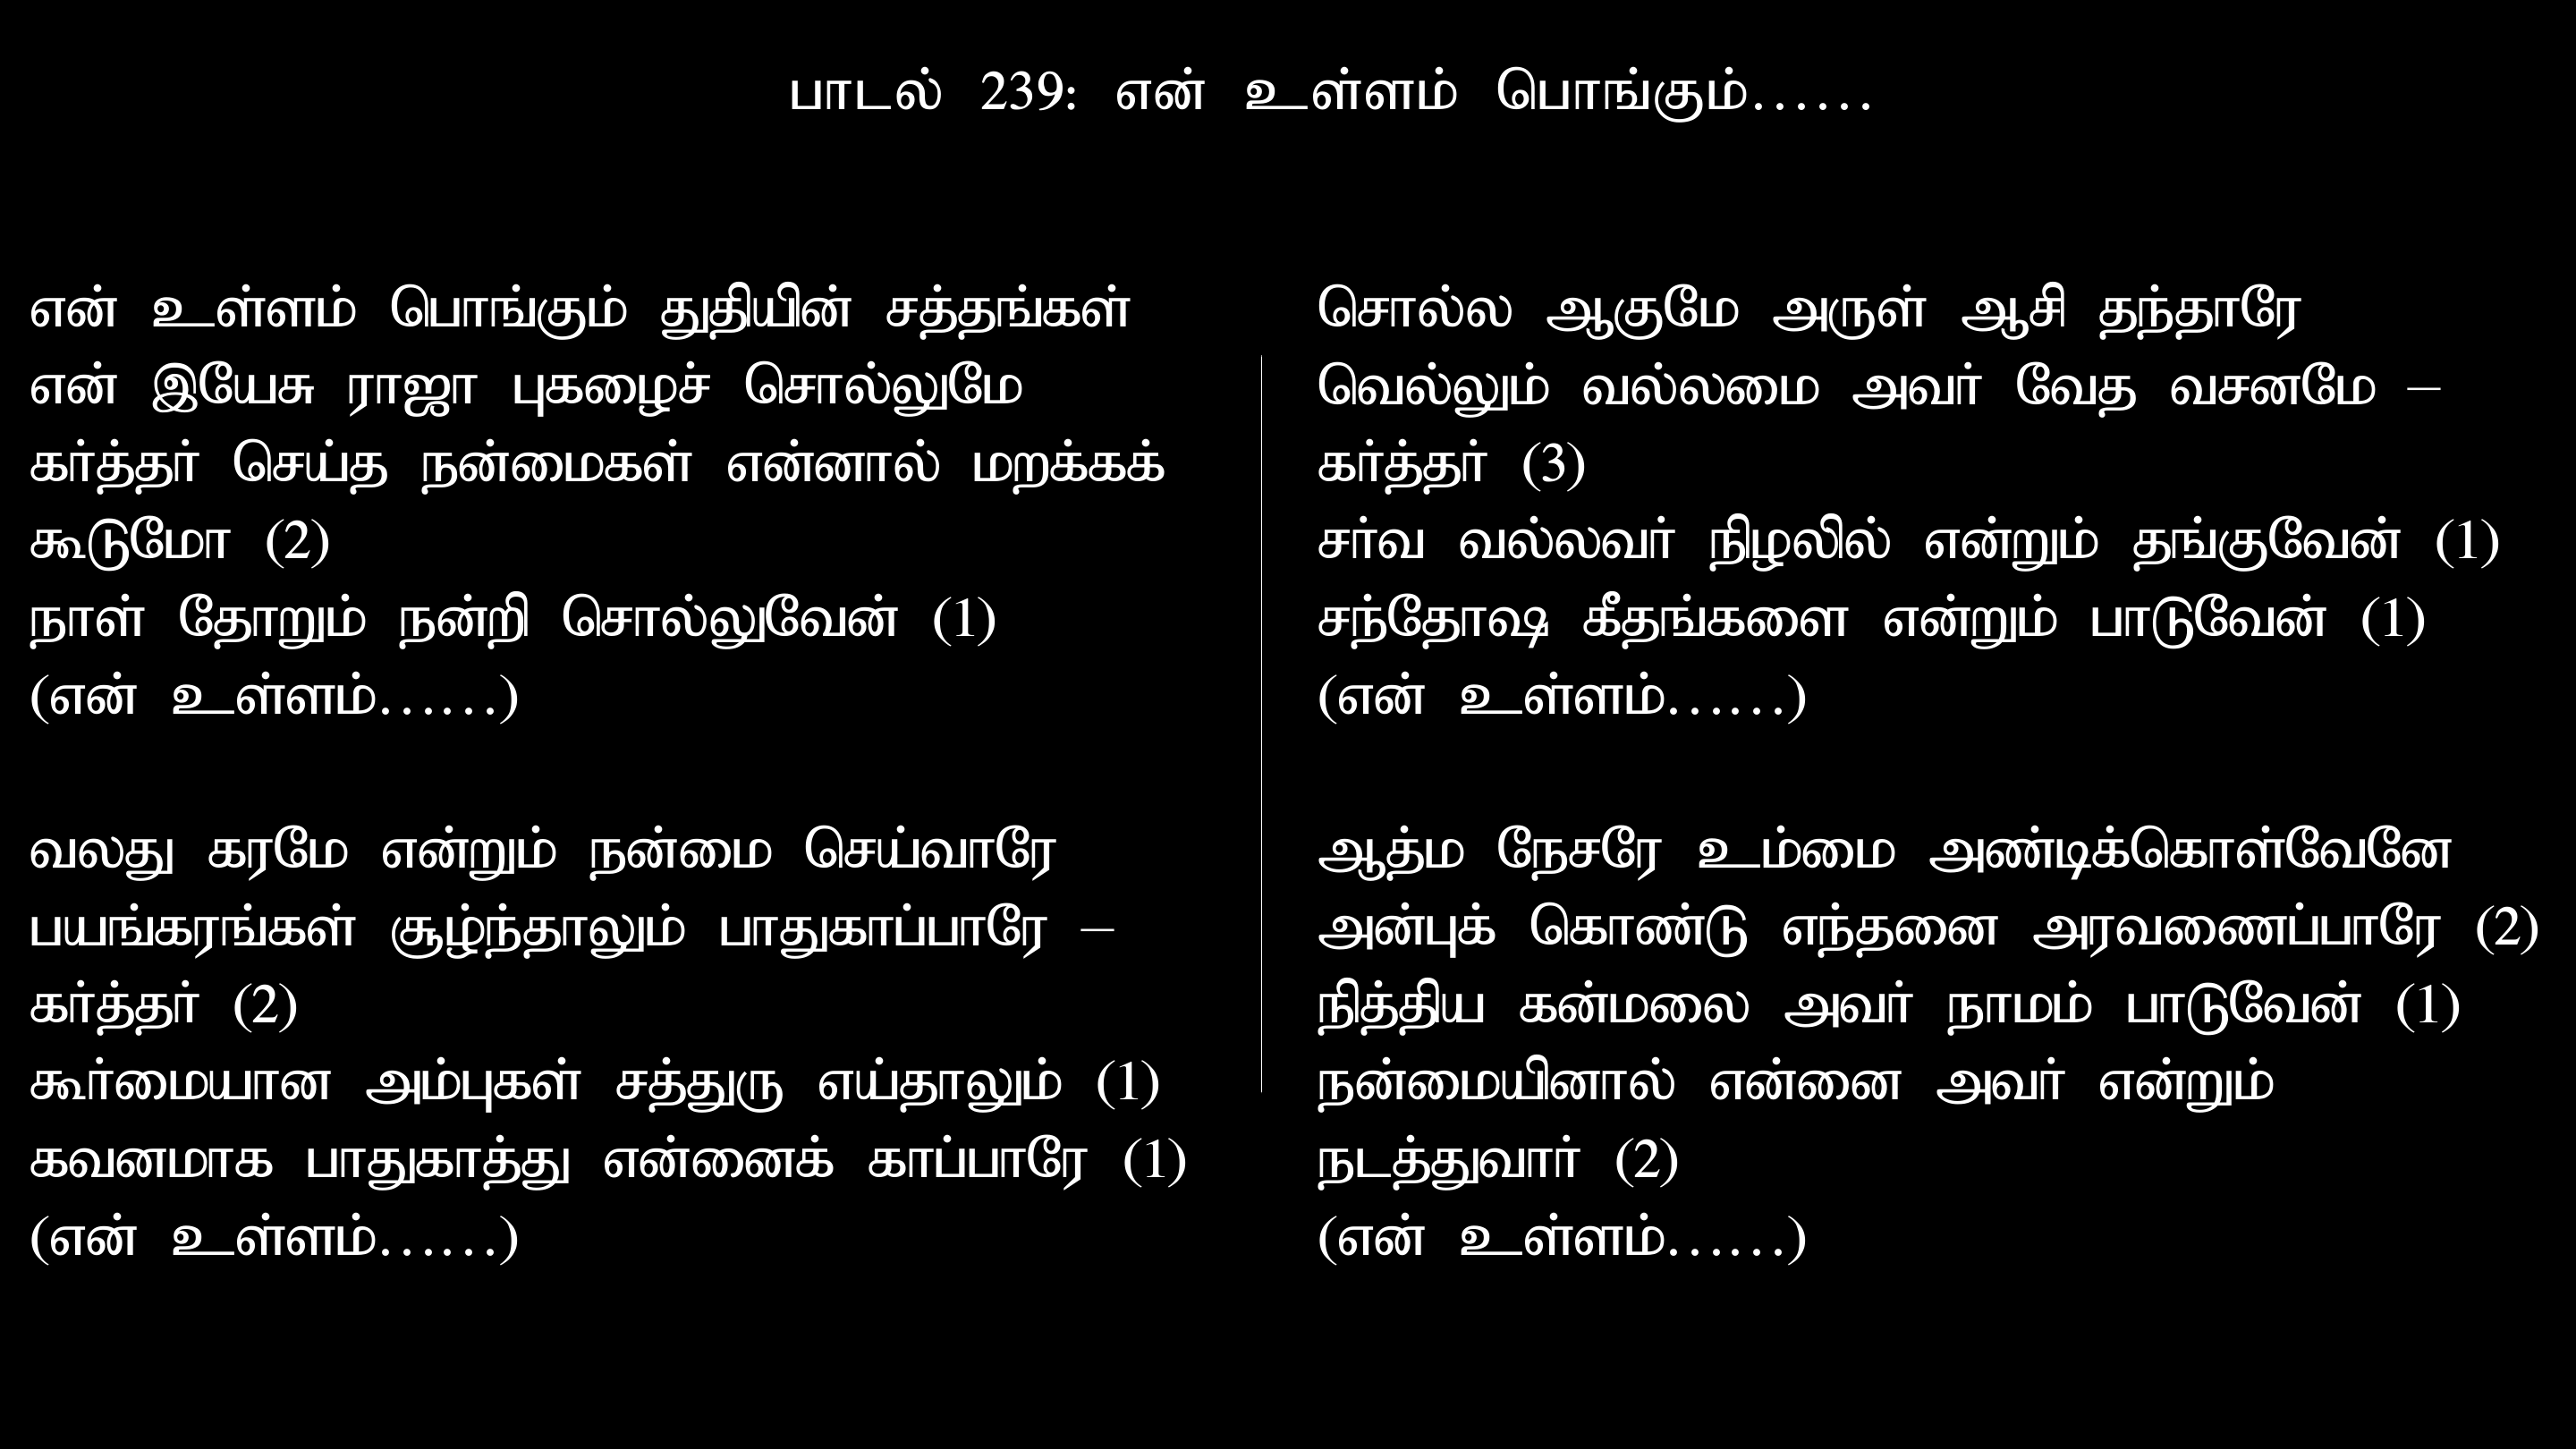 பாடல் 239: என் உள்ளம் பொங்கும்......
என் உள்ளம் பொங்கும் துதியின் சத்தங்கள்
என் இயேசு ராஜா புகழைச் சொல்லுமே
கர்த்தர் செய்த நன்மைகள் என்னால் மறக்கக்
கூடுமோ (2)
நாள் தோறும் நன்றி சொல்லுவேன் (1)
(என் உள்ளம்......)
வலது கரமே என்றும் நன்மை செய்வாரே
பயங்கரங்கள் சூழ்ந்தாலும் பாதுகாப்பாரே –
கர்த்தர் (2)
கூர்மையான அம்புகள் சத்துரு எய்தாலும் (1)
கவனமாக பாதுகாத்து என்னைக் காப்பாரே (1)
(என் உள்ளம்......)
சொல்ல ஆகுமே அருள் ஆசி தந்தாரே
வெல்லும் வல்லமை அவர் வேத வசனமே –
கர்த்தர் (3)
சர்வ வல்லவர் நிழலில் என்றும் தங்குவேன் (1)
சந்தோஷ கீதங்களை என்றும் பாடுவேன் (1)
(என் உள்ளம்......)
ஆத்ம நேசரே உம்மை அண்டிக்கொள்வேனே
அன்புக் கொண்டு எந்தனை அரவணைப்பாரே (2)
நித்திய கன்மலை அவர் நாமம் பாடுவேன் (1)
நன்மையினால் என்னை அவர் என்றும்
நடத்துவார் (2)
(என் உள்ளம்......)